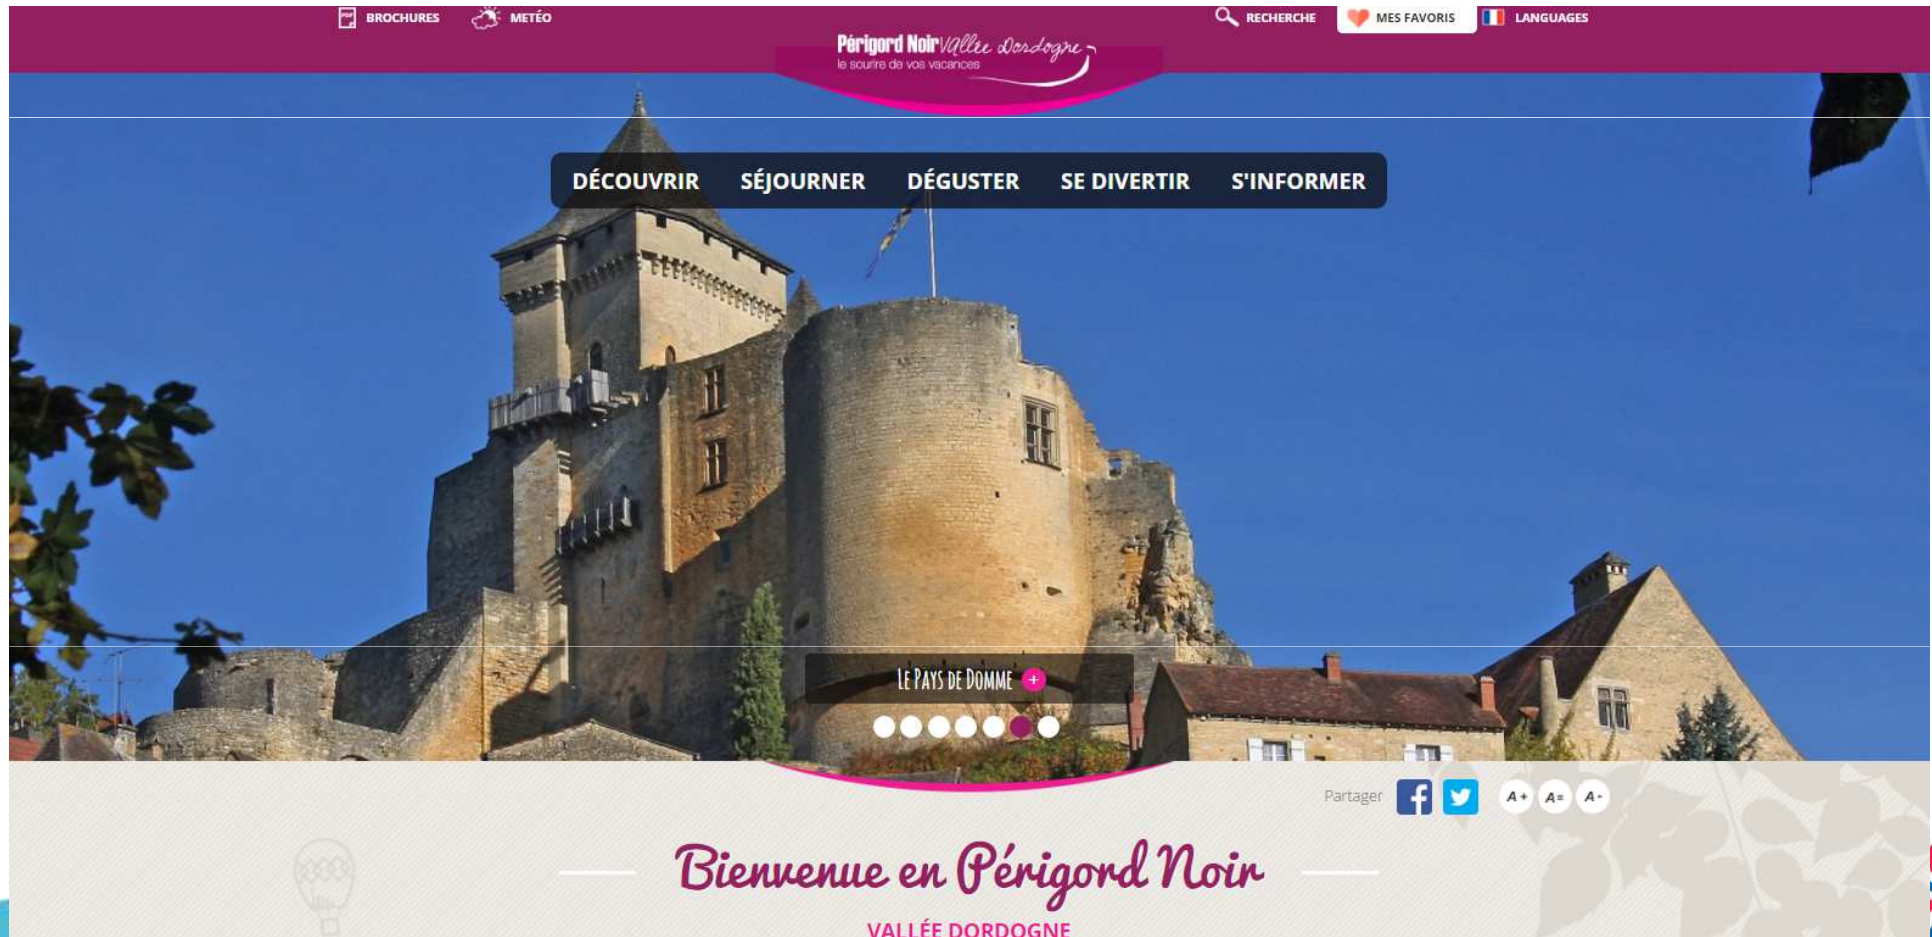 BROCHURES
METÉO
RECHERCHE
MES FAVORIS
LANGUAGES
Périgord Noir Vallée Dordogne
le sourire de vos vacances
DÉCOUVRIR SÉJOURNER DÉGUSTER SE DIVERTIR S'INFORMER
LE PAYS DE DOMME +
Partager
A+ A= A-
Bienvenue en Périgord Noir
VALLÉE DORDOGNE